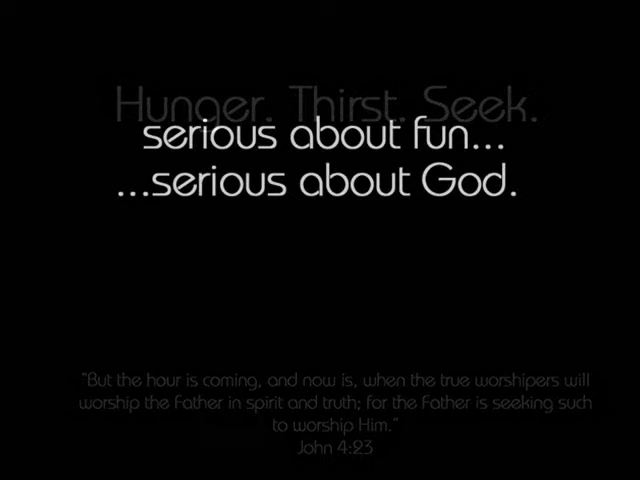 Hunger. Thirst. Seek.
serious about fun...
...serious about God.
"But the hour is coming, and now is, when the true worshipers will
worship the Father in spirit and truth; for the Father is seeking such
to worship Him."
John 4:23